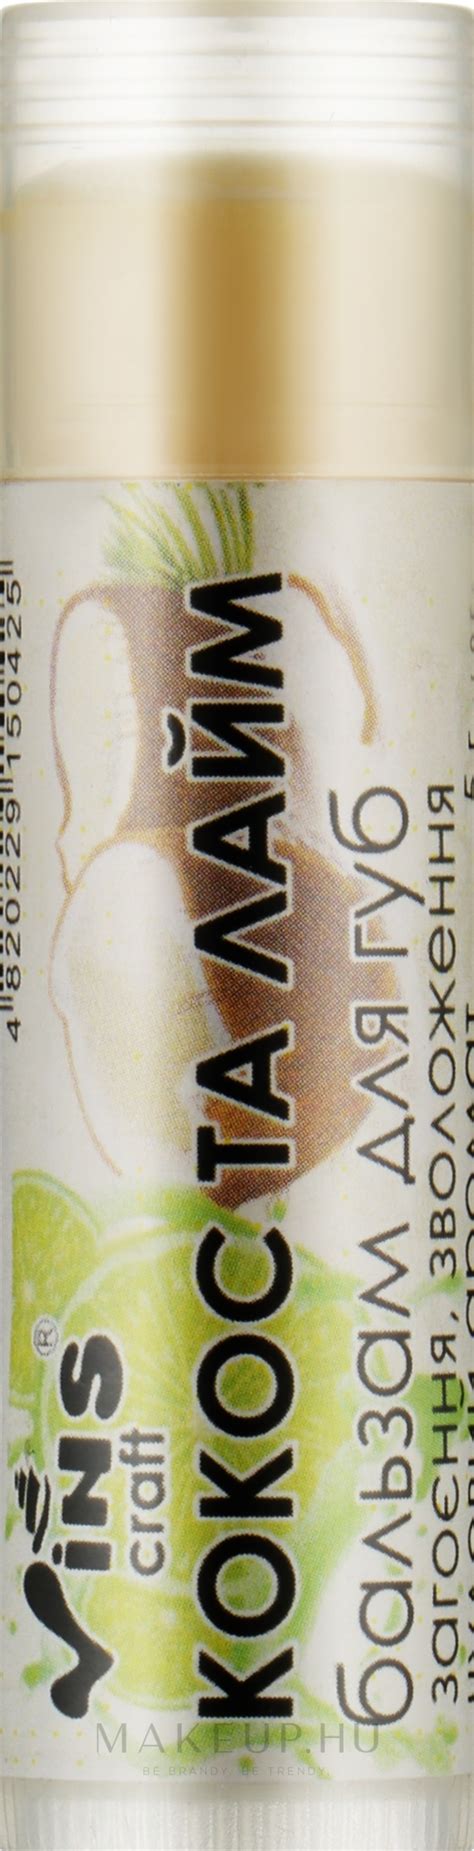 4 820229 150425
ViNS®
craft
КОКОС ТА ЛАЙМ
бальзам для губ
загоєння, зволоження
MAKEUP.HU
BE BRANDY. BE TRENDY.